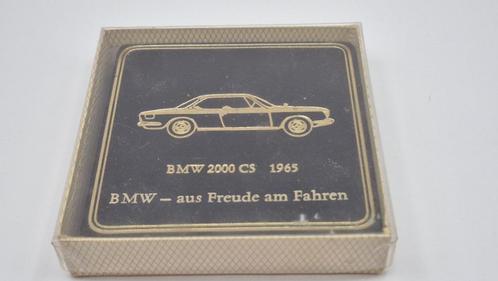 BMW 2000 CS 1965
BMW – aus Freude am Fahren